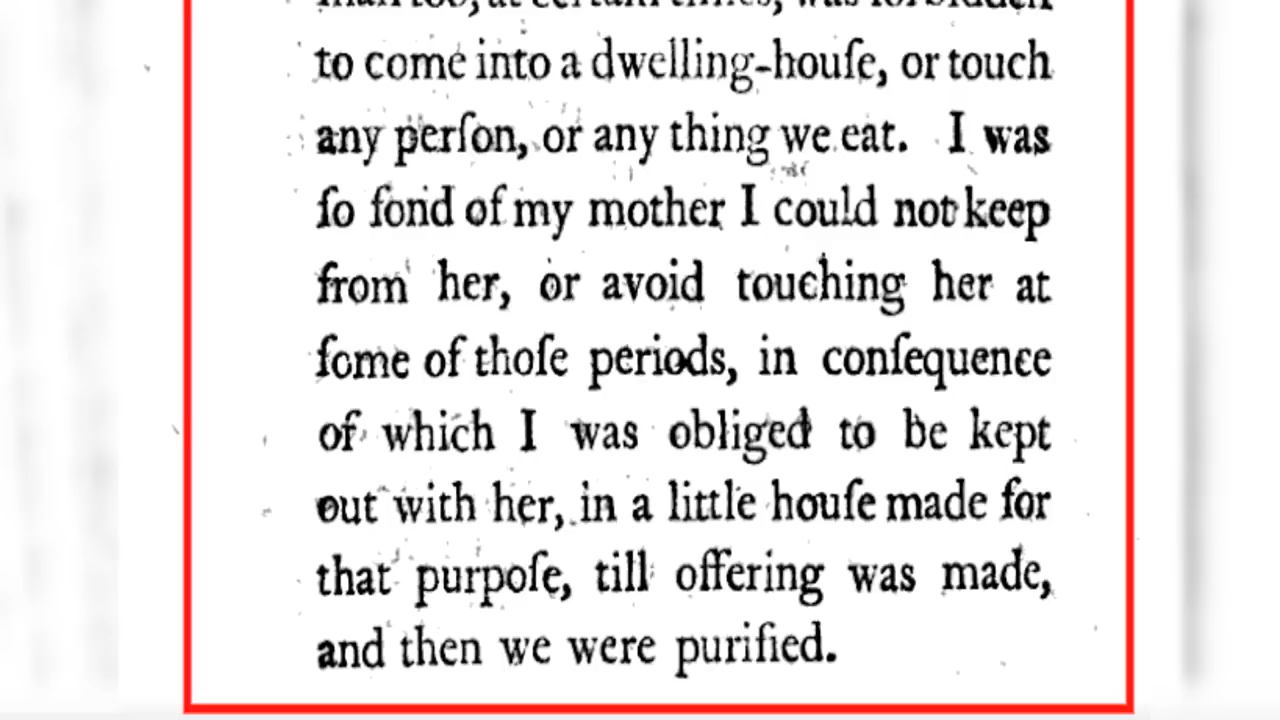 to come into a dwelling-houſe, or touch
any perſon, or any thing we eat. I was
ſo fond of my mother I could not keep
from her, or avoid touching her at
ſome of thoſe periods, in conſequence
of which I was obliged to be kept
out with her, in a little houſe made for
that purpoſe, till offering was made,
and then we were purified.